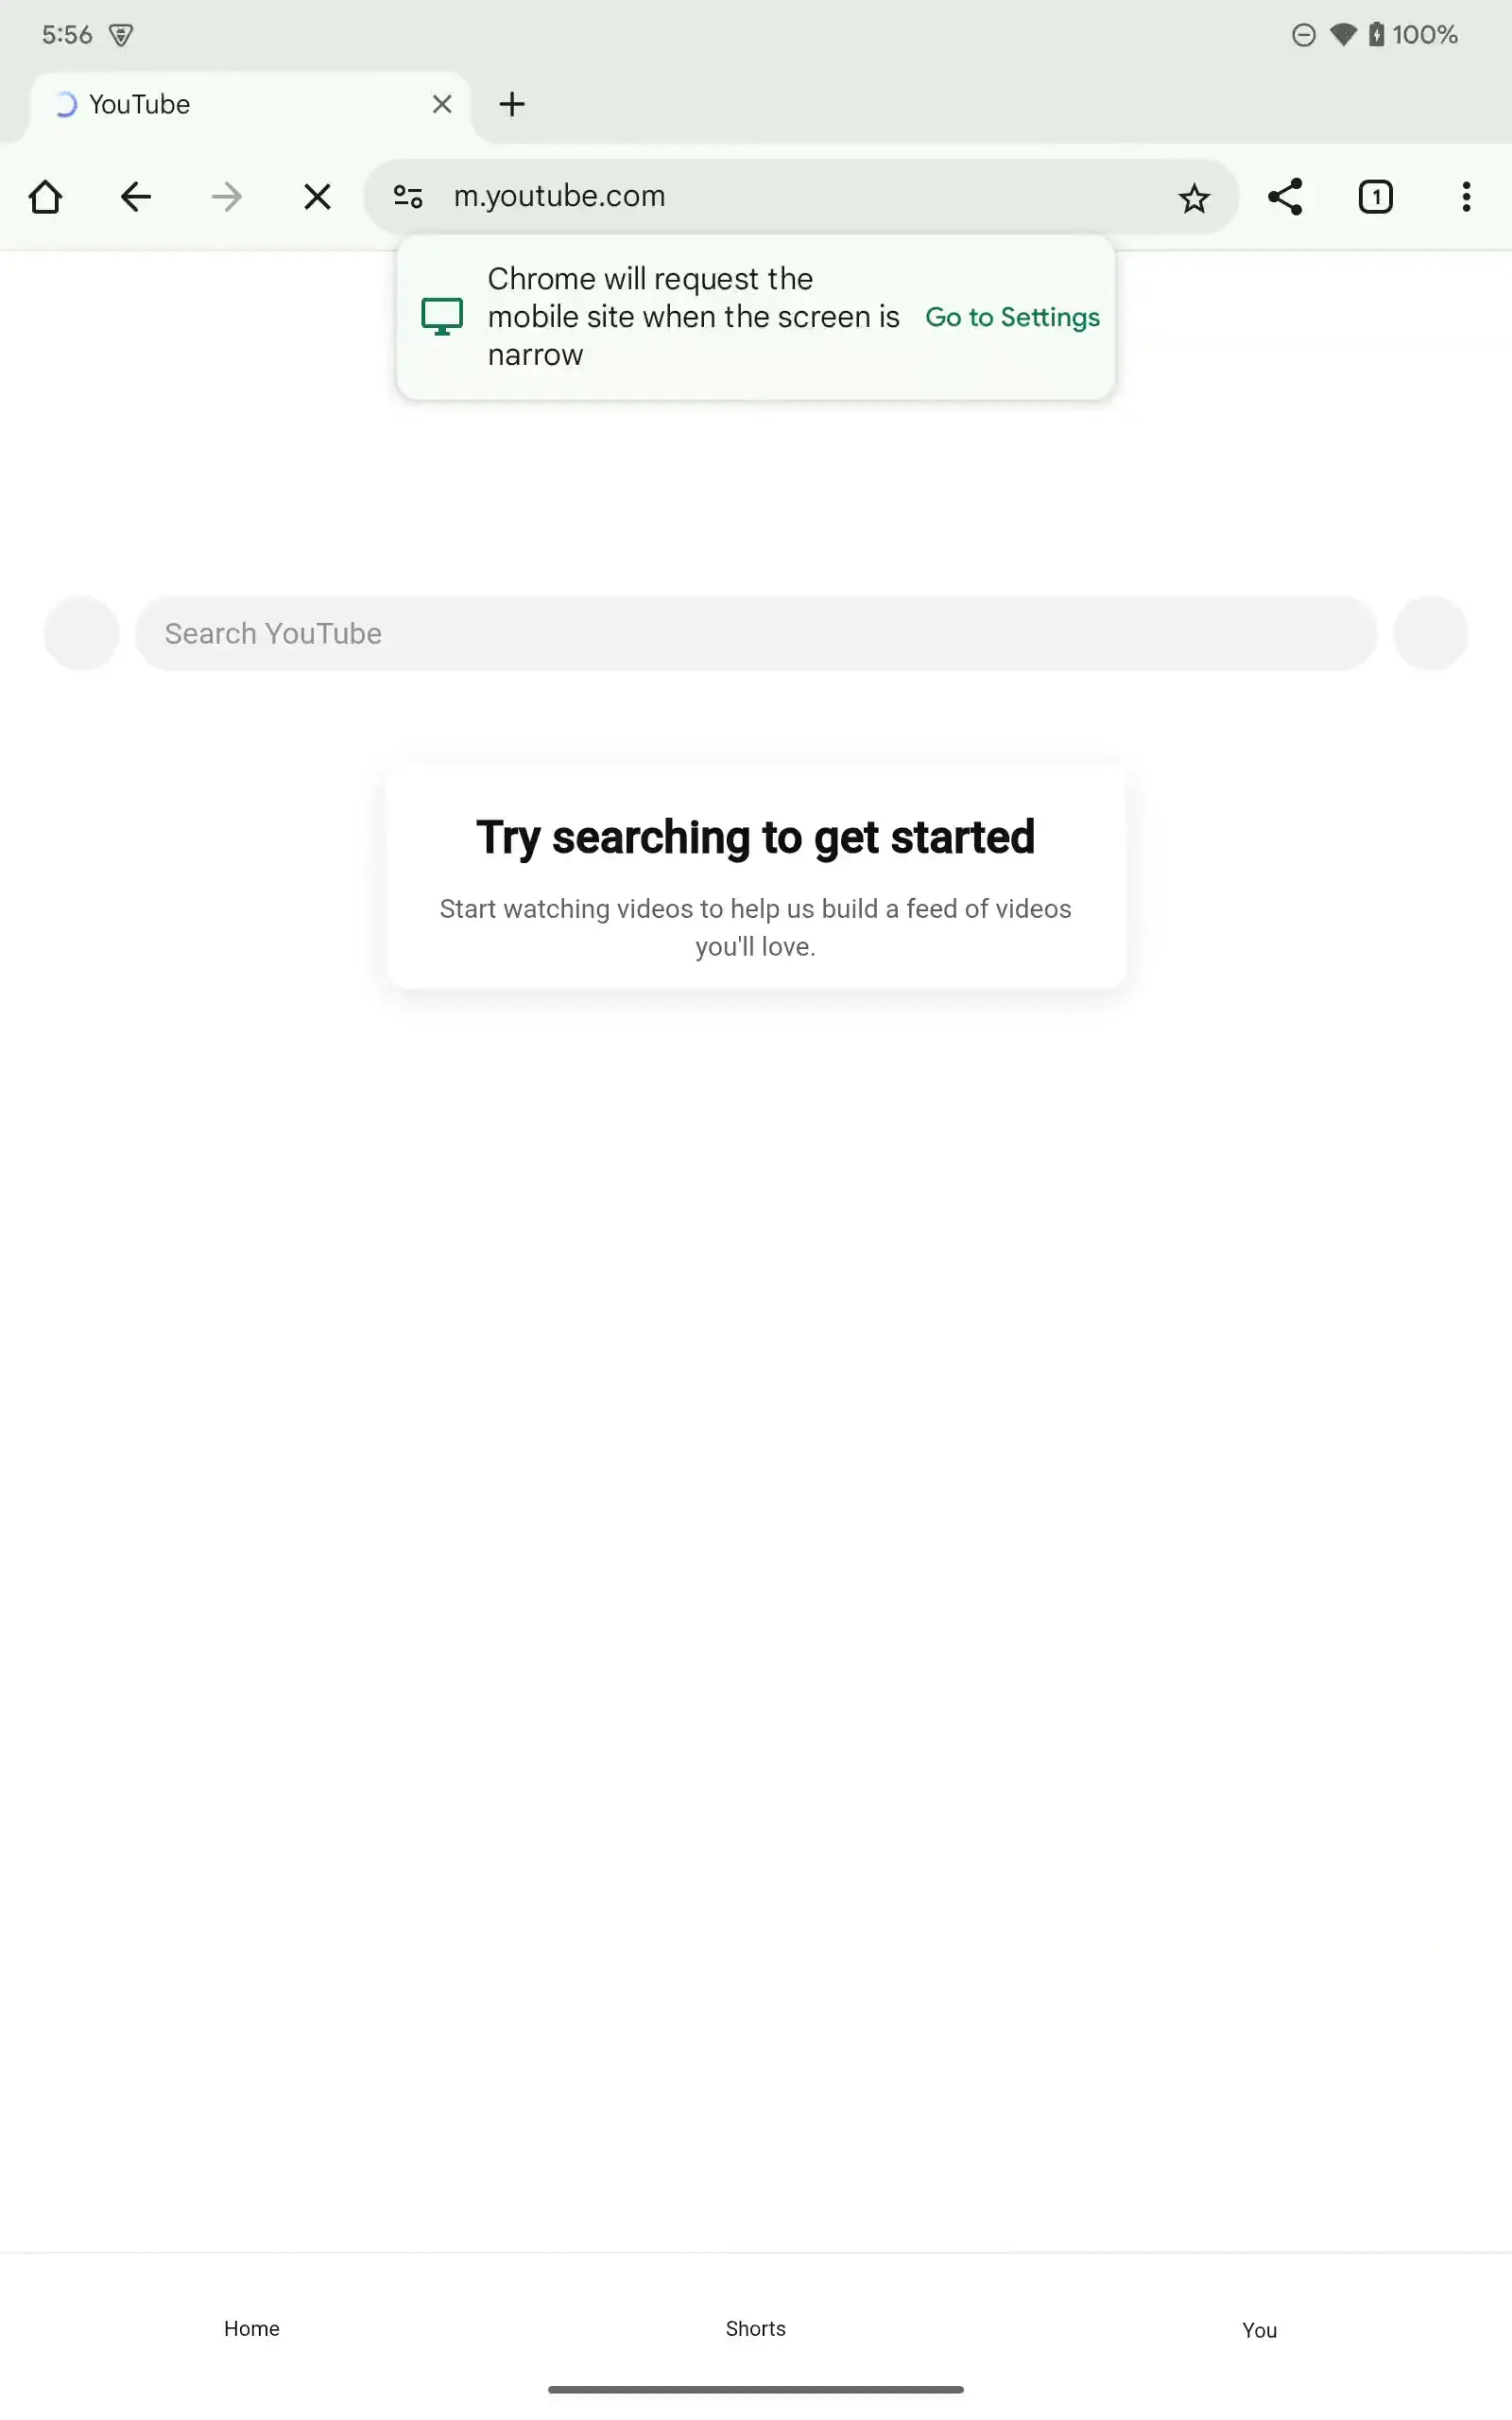 5:56
100%
YouTube
m.youtube.com
1
Chrome will request the
mobile site when the screen is
narrow
Go to Settings
Search YouTube
Try searching to get started
Start watching videos to help us build a feed of videos
you'll love.
Home
Shorts
You